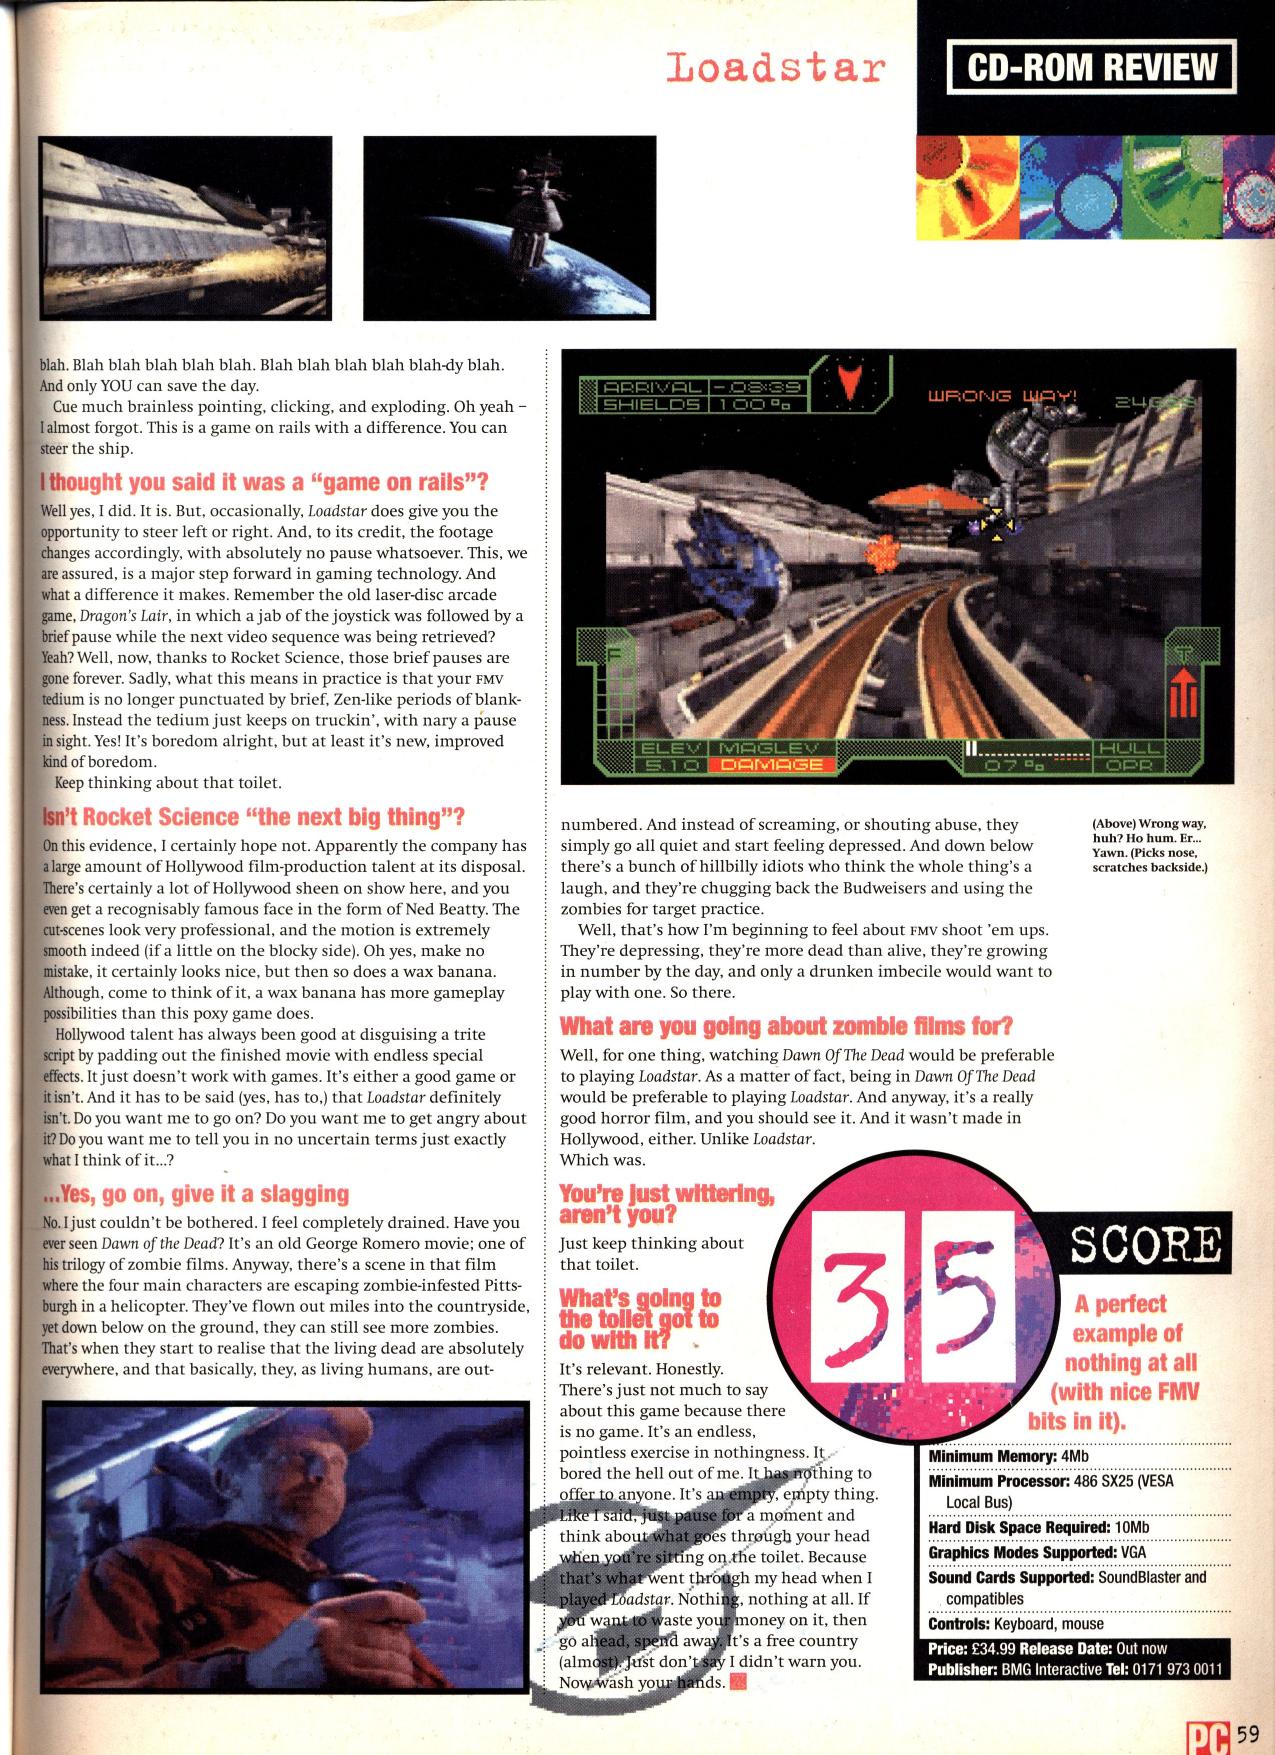 Loadstar
CD-ROM REVIEW
blah. Blah blah blah blah blah. Blah blah blah blah blah-dy blah.
And only YOU can save the day.
Cue much brainless pointing, clicking, and exploding. Oh yeah –
I almost forgot. This is a game on rails with a difference. You can
steer the ship.
I thought you said it was a “game on rails”?
Well yes, I did. It is. But, occasionally, Loadstar does give you the
opportunity to steer left or right. And, to its credit, the footage
changes accordingly, with absolutely no pause whatsoever. This, we
are assured, is a major step forward in gaming technology. And
what a difference it makes. Remember the old laser-disc arcade
game, Dragon's Lair, in which a jab of the joystick was followed by a
brief pause while the next video sequence was being retrieved?
Yeah? Well, now, thanks to Rocket Science, those brief pauses are
gone forever. Sadly, what this means in practice is that your FMV
tedium is no longer punctuated by brief, Zen-like periods of blank-
ness. Instead the tedium just keeps on truckin', with nary a pause
in sight. Yes! It's boredom alright, but at least it's new, improved
kind of boredom.
Keep thinking about that toilet.
Isn't Rocket Science “the next big thing”?
On this evidence, I certainly hope not. Apparently the company has
a large amount of Hollywood film-production talent at its disposal.
There's certainly a lot of Hollywood sheen on show here, and you
even get a recognisably famous face in the form of Ned Beatty. The
cut-scenes look very professional, and the motion is extremely
smooth indeed (if a little on the blocky side). Oh yes, make no
mistake, it certainly looks nice, but then so does a wax banana.
Although, come to think of it, a wax banana has more gameplay
possibilities than this poxy game does.
Hollywood talent has always been good at disguising a trite
script by padding out the finished movie with endless special
effects. It just doesn't work with games. It's either a good game or
it isn't. And it has to be said (yes, has to,) that Loadstar definitely
isn't. Do you want me to go on? Do you want me to get angry about
it? Do you want me to tell you in no uncertain terms just exactly
what I think of it...?
...Yes, go on, give it a slagging
No. I just couldn't be bothered. I feel completely drained. Have you
ever seen Dawn of the Dead? It's an old George Romero movie; one of
his trilogy of zombie films. Anyway, there's a scene in that film
where the four main characters are escaping zombie-infested Pitts-
burgh in a helicopter. They've flown out miles into the countryside,
yet down below on the ground, they can still see more zombies.
That's when they start to realise that the living dead are absolutely
everywhere, and that basically, they, as living humans, are out-
ARRIVAL -08:39
SHIELDS 100%
WRONG WAY!
F
T
ELEV MAGLEV
5.10 DAMAGE
07%
HULL
OPR
numbered. And instead of screaming, or shouting abuse, they
simply go all quiet and start feeling depressed. And down below
there's a bunch of hillbilly idiots who think the whole thing's a
laugh, and they're chugging back the Budweisers and using the
zombies for target practice.
Well, that's how I'm beginning to feel about FMV shoot 'em ups.
They're depressing, they're more dead than alive, they're growing
in number by the day, and only a drunken imbecile would want to
play with one. So there.
What are you going about zombie films for?
Well, for one thing, watching Dawn Of The Dead would be preferable
to playing Loadstar. As a matter of fact, being in Dawn Of The Dead
would be preferable to playing Loadstar. And anyway, it's a really
good horror film, and you should see it. And it wasn't made in
Hollywood, either. Unlike Loadstar.
Which was.
You're just wittering,
aren't you?
Just keep thinking about
that toilet.
What's going to
the toilet got to
do with it?
It's relevant. Honestly.
There's just not much to say
about this game because there
is no game. It's an endless,
pointless exercise in nothingness. It
bored the hell out of me. It has nothing to
offer to anyone. It's an empty, empty thing.
Like I said, just pause for a moment and
think about what goes through your head
when you're sitting on the toilet. Because
that's what went through my head when I
played Loadstar. Nothing, nothing at all. If
you want to waste your money on it, then
go ahead, spend away. It's a free country
(almost). Just don't say I didn't warn you.
Now wash your hands.
(Above) Wrong way,
huh? Ho hum. Er...
Yawn. (Picks nose,
scratches backside.)
35
SCORE
A perfect
example of
nothing at all
(with nice FMV
bits in it).
Minimum Memory: 4Mb
Minimum Processor: 486 SX25 (VESA
Local Bus)
Hard Disk Space Required: 10Mb
Graphics Modes Supported: VGA
Sound Cards Supported: SoundBlaster and
compatibles
Controls: Keyboard, mouse
Price: £34.99 Release Date: Out now
Publisher: BMG Interactive Tel: 0171 973 0011
PC 59